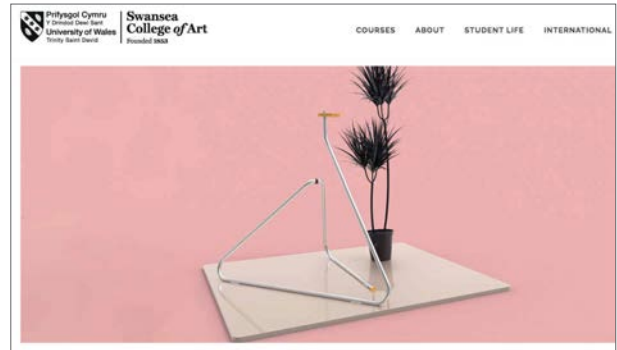 Prifysgol Cymru
Y Drindod Dewi Sant
University of Wales
Trinity Saint David
Swansea
College of Art
Founded 1853
COURSES ABOUT STUDENT LIFE INTERNATIONAL